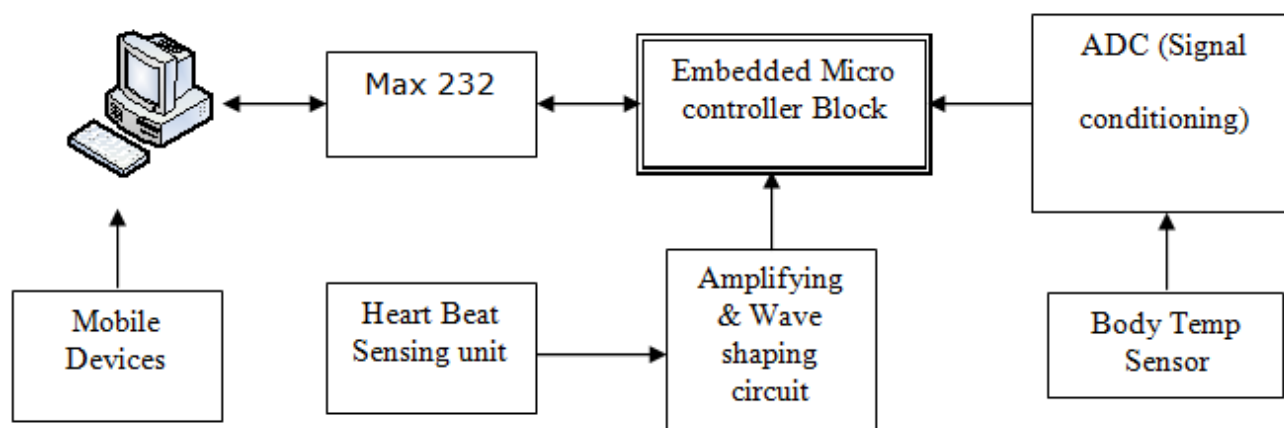 Max 232
Embedded Micro
controller Block
ADC (Signal
conditioning)
Mobile
Devices
Heart Beat
Sensing unit
Amplifying
& Wave
shaping
circuit
Body Temp
Sensor